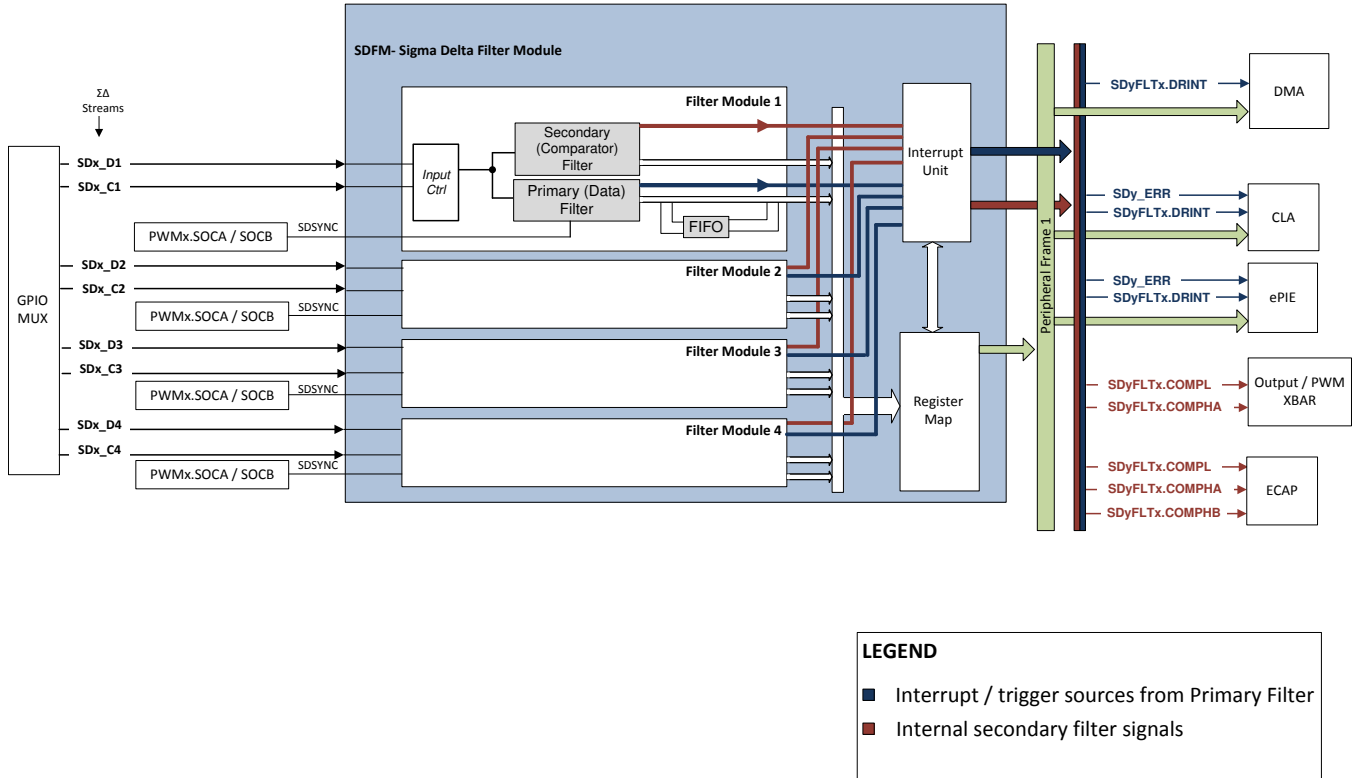 SDFM- Sigma Delta Filter Module
ΣΔ
Streams
GPIO
MUX
SDx_D1
SDx_C1
PWMx.SOCA / SOCB
SDSYNC
SDx_D2
SDx_C2
PWMx.SOCA / SOCB
SDSYNC
SDx_D3
SDx_C3
PWMx.SOCA / SOCB
SDSYNC
SDx_D4
SDx_C4
PWMx.SOCA / SOCB
SDSYNC
Filter Module 1
Input
Ctrl
Secondary
(Comparator)
Filter
Primary (Data)
Filter
FIFO
Filter Module 2
Filter Module 3
Filter Module 4
Interrupt
Unit
Register
Map
Peripheral Frame 1
SDyFLTx.DRINT
DMA
SDy_ERR
SDyFLTx.DRINT
CLA
SDy_ERR
SDyFLTx.DRINT
ePIE
SDyFLTx.COMPL
SDyFLTx.COMPHA
Output / PWM
XBAR
SDyFLTx.COMPL
SDyFLTx.COMPHA
SDyFLTx.COMPHB
ECAP
LEGEND
Interrupt / trigger sources from Primary Filter
Internal secondary filter signals